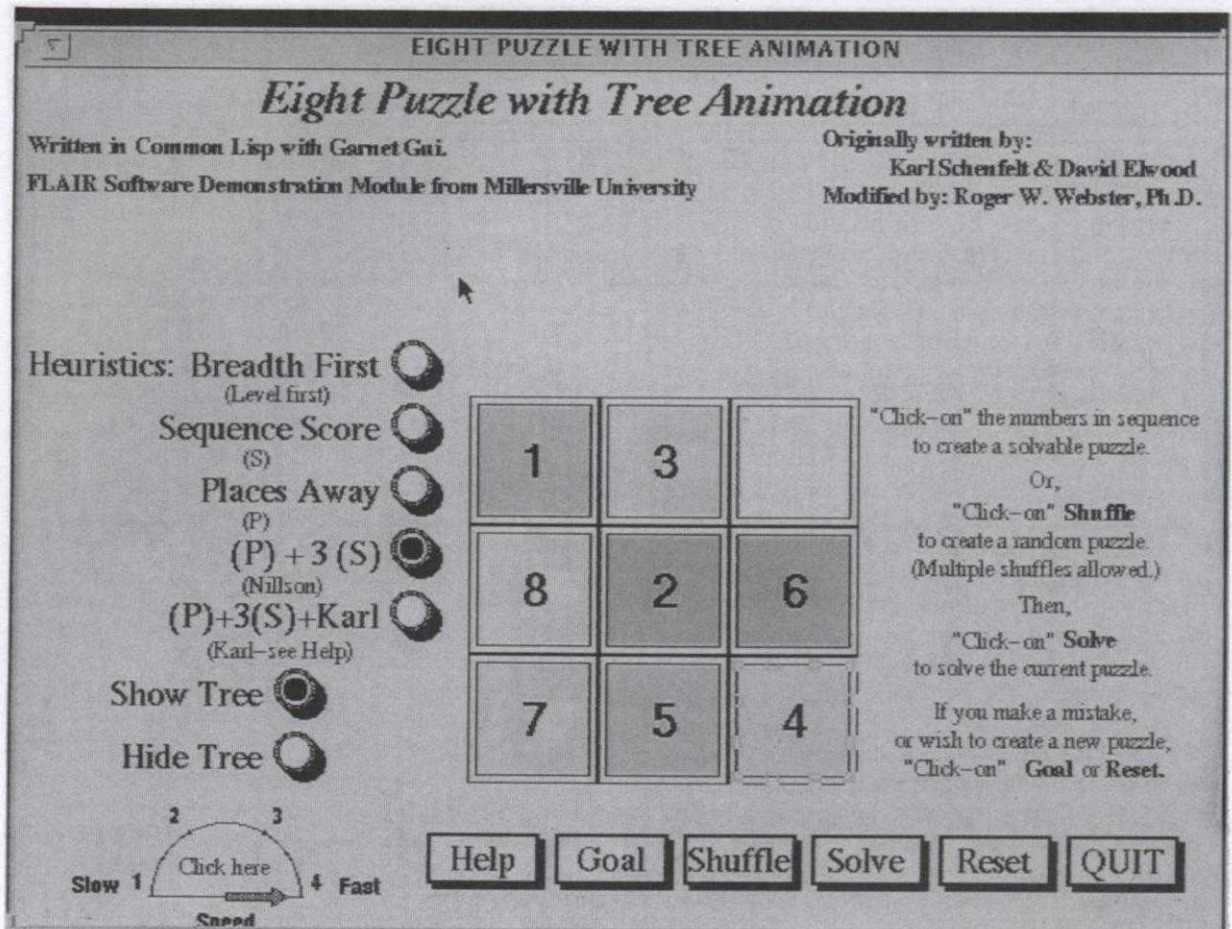 EIGHT PUZZLE WITH TREE ANIMATION
Eight Puzzle with Tree Animation
Written in Common Lisp with Garnet Gui.
FLAIR Software Demonstration Module from Millersville University
Originally written by:
Karl Schenfelt & David Elwood
Modified by: Roger W. Webster, Ph.D.
Heuristics: Breadth First
(Level first)
Sequence Score
(S)
Places Away
(P)
(P) + 3 (S)
(Nillson)
(P)+3(S)+Karl
(Karl-see Help)
Show Tree
Hide Tree
1 3
8 2 6
7 5 4
"Click-on" the numbers in sequence
to create a solvable puzzle.
Or,
"Click-on" Shuffle
to create a random puzzle.
(Multiple shuffles allowed.)
Then,
"Click-on" Solve
to solve the current puzzle.
If you make a mistake,
or wish to create a new puzzle,
"Click-on" Goal or Reset.
2 3
Click here
Slow 1 4 Fast
Speed
Help Goal Shuffle Solve Reset QUIT